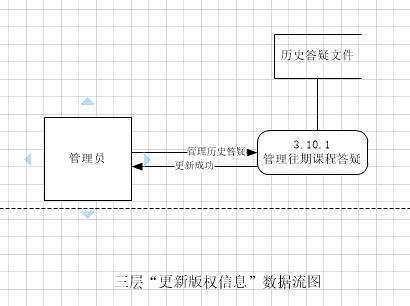 历史答疑文件
3.10.1
管理往期课程答疑
管理员
管理历史答疑
更新成功
三层“更新版权信息”数据流图